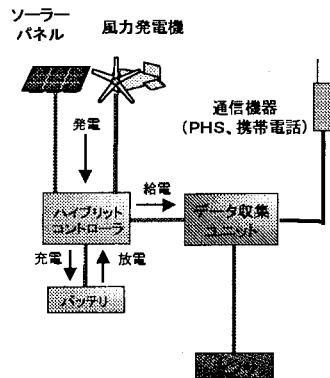 ソーラー
パネル
風力発電機
通信機器
(PHS、携帯電話)
発電
給電
ハイブリット
コントローラ
データ収集
ユニット
充電
放電
バッテリ